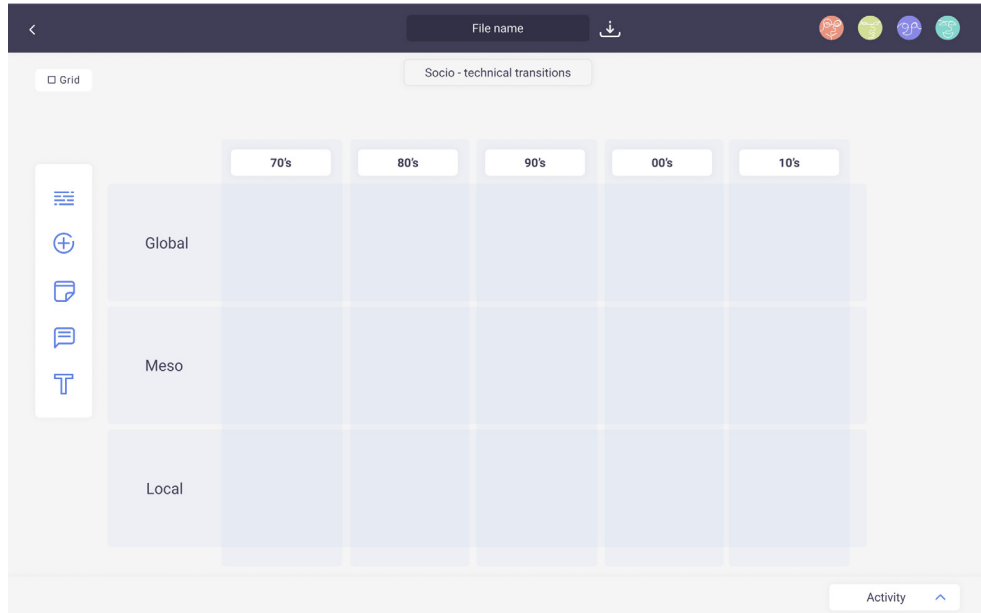 File name
Socio - technical transitions
Grid
70's
80's
90's
00's
10's
Global
Meso
Local
Activity